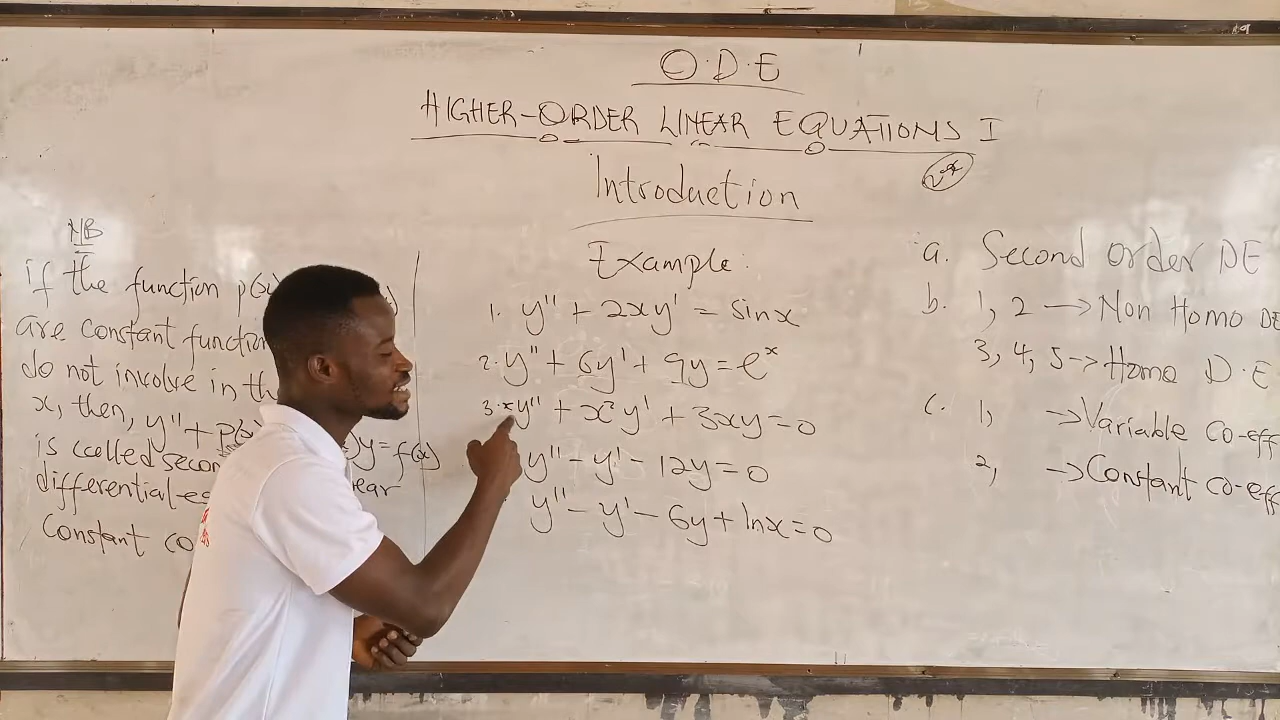 O.D.E
HIGHER-ORDER LINEAR EQUATIONS I
Introduction
NB
if the function p(x)
are constant function
do not involve in th
x, then, y'' + p(x) )y = f(x)
is called secon ear
differential e
Constant co
Example:
1. y'' + 2xy' = sinx
2. y'' + 6y' + 9y = e^x
3. xy'' + x²y' + 3xy = 0
y'' - y' - 12y = 0
y'' - y' - 6y + lnx = 0
a. Second order DE
b. 1, 2 → Non Homo DE
3, 4, 5 → Homo D.E
c. 1, → Variable Co-eff
2, → Constant co-eff